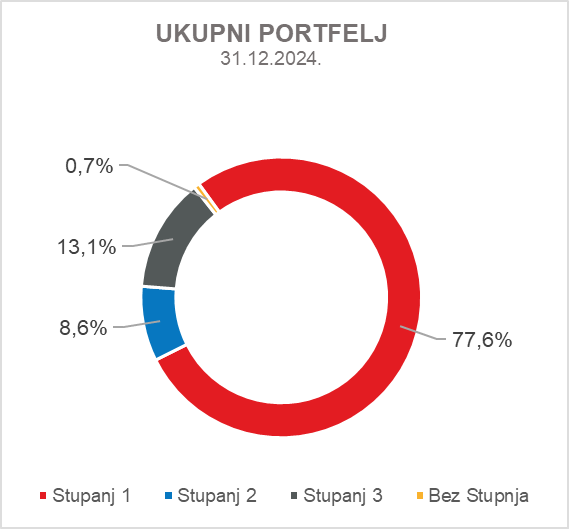 UKUPNI PORTFELJ
31.12.2024.
0,7%
13,1%
8,6%
77,6%
Stupanj 1 Stupanj 2 Stupanj 3 Bez Stupnja